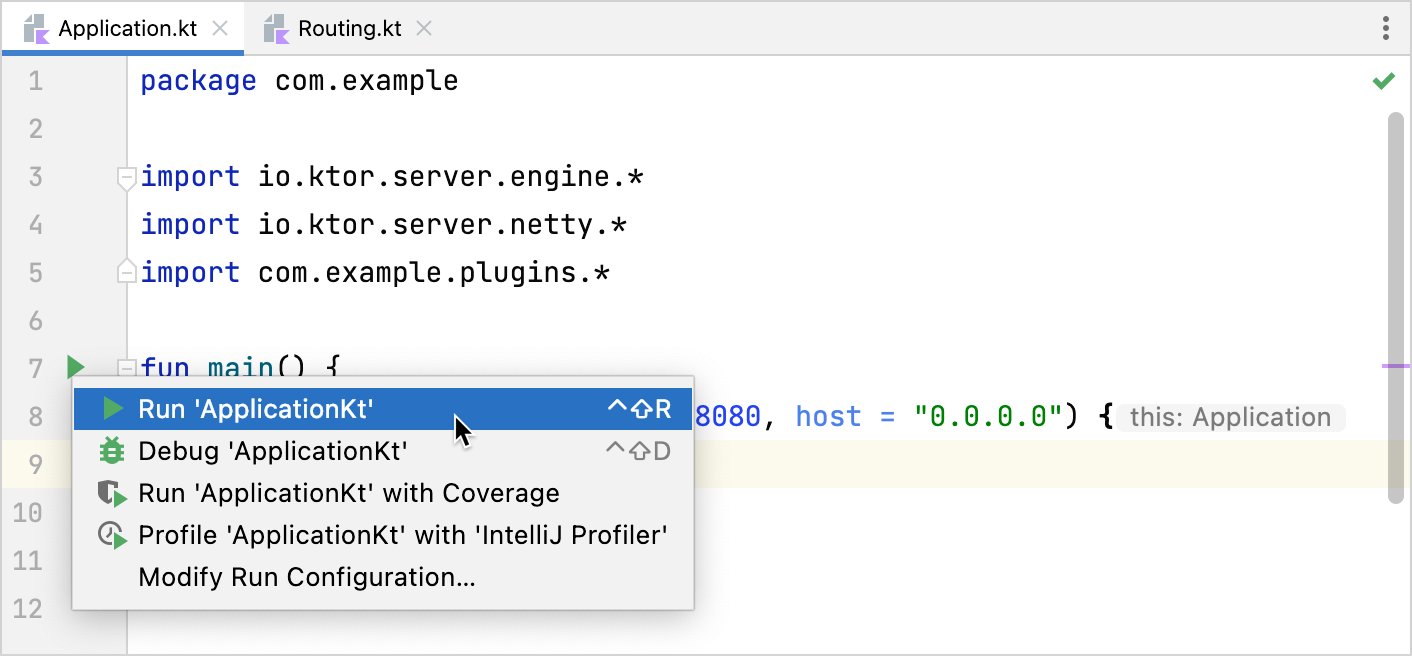 Application.kt Routing.kt
1 package com.example
2
3 import io.ktor.server.engine.*
4 import io.ktor.server.netty.*
5 import com.example.plugins.*
6
7 fun main() {
8 8080, host = "0.0.0.0") { this: Application
9
10
11
12
Run 'ApplicationKt' ^⇧R
Debug 'ApplicationKt' ^⇧D
Run 'ApplicationKt' with Coverage
Profile 'ApplicationKt' with 'IntelliJ Profiler'
Modify Run Configuration...